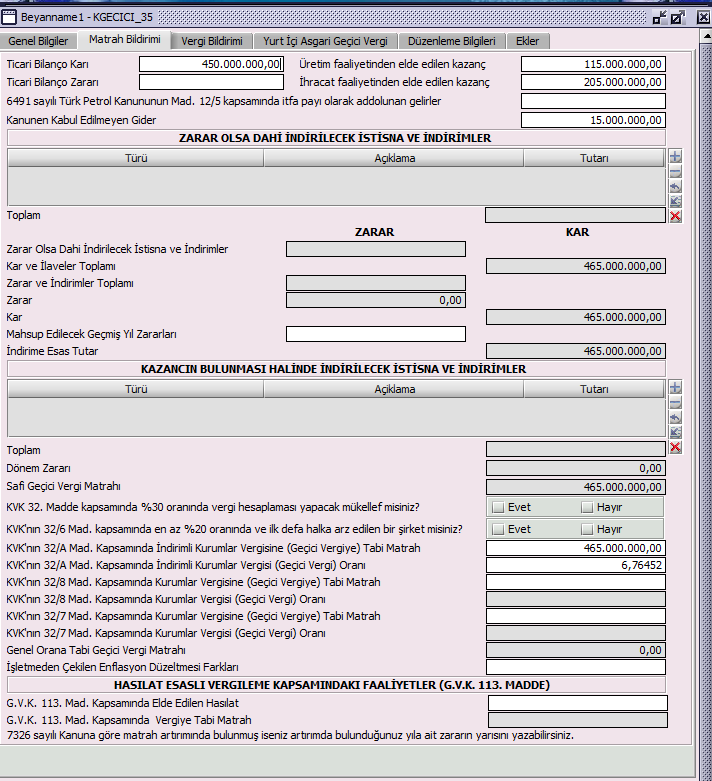 Beyanname1 - KGECICI_35
Genel Bilgiler Matrah Bildirimi Vergi Bildirimi Yurt İçi Asgari Geçici Vergi Düzenleme Bilgileri Ekler
Ticari Bilanço Karı 450.000.000,00 Üretim faaliyetinden elde edilen kazanç 115.000.000,00
Ticari Bilanço Zararı İhracat faaliyetinden elde edilen kazanç 205.000.000,00
6491 sayılı Türk Petrol Kanununun Mad. 12/5 kapsamında itfa payı olarak addolunan gelirler
Kanunen Kabul Edilmeyen Gider 15.000.000,00
ZARAR OLSA DAHİ İNDİRİLECEK İSTİSNA VE İNDİRİMLER
Türü Açıklama Tutarı
Toplam
ZARAR KAR
Zarar Olsa Dahi İndirilecek İstisna ve İndirimler
Kar ve İlaveler Toplamı 465.000.000,00
Zarar ve İndirimler Toplamı
Zarar 0,00
Kar 465.000.000,00
Mahsup Edilecek Geçmiş Yıl Zararları
İndirime Esas Tutar 465.000.000,00
KAZANCIN BULUNMASI HALİNDE İNDİRİLECEK İSTİSNA VE İNDİRİMLER
Türü Açıklama Tutarı
Toplam
Dönem Zararı 0,00
Safi Geçici Vergi Matrahı 465.000.000,00
KVK 32. Madde kapsamında %30 oranında vergi hesaplaması yapacak mükellef misiniz? Evet Hayır
KVK'nın 32/6 Mad. kapsamında en az %20 oranında ve ilk defa halka arz edilen bir şirket misiniz? Evet Hayır
KVK'nın 32/A Mad. Kapsamında İndirimli Kurumlar Vergisine (Geçici Vergiye) Tabi Matrah 465.000.000,00
KVK'nın 32/A Mad. Kapsamında İndirimli Kurumlar Vergisi (Geçici Vergi) Oranı 6,76452
KVK'nın 32/8 Mad. Kapsamında Kurumlar Vergisine (Geçici Vergiye) Tabi Matrah
KVK'nın 32/8 Mad. Kapsamında Kurumlar Vergisi (Geçici Vergi) Oranı
KVK'nın 32/7 Mad. Kapsamında Kurumlar Vergisine (Geçici Vergiye) Tabi Matrah
KVK'nın 32/7 Mad. Kapsamında Kurumlar Vergisi (Geçici Vergi) Oranı
Genel Orana Tabi Geçici Vergi Matrahı 0,00
İşletmeden Çekilen Enflasyon Düzeltmesi Farkları
HASILAT ESASLI VERGİLEME KAPSAMINDAKI FAALİYETLER (G.V.K. 113. MADDE)
G.V.K. 113. Mad. Kapsamında Elde Edilen Hasılat
G.V.K. 113. Mad. Kapsamında Vergiye Tabi Matrah
7326 sayılı Kanuna göre matrah artırımında bulunmuş iseniz artırımda bulunduğunuz yıla ait zararın yarısını yazabilirsiniz.